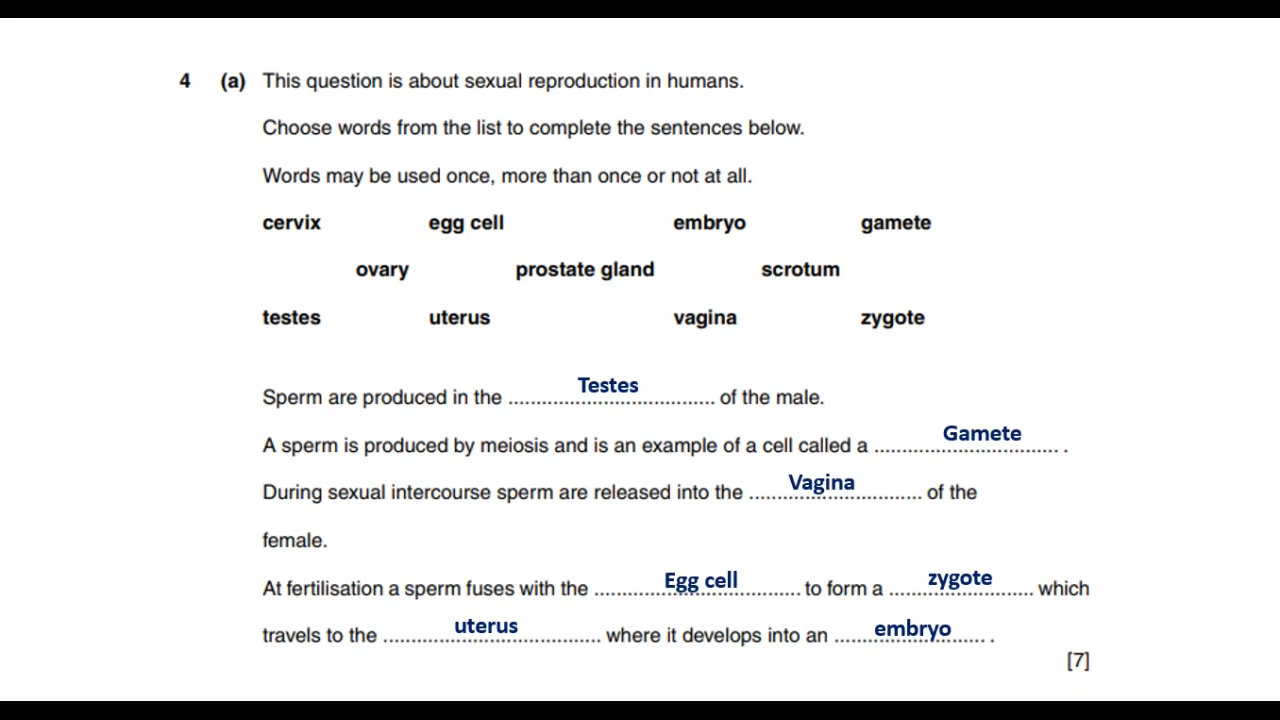 4 (a) This question is about sexual reproduction in humans.
Choose words from the list to complete the sentences below.
Words may be used once, more than once or not at all.
cervix egg cell embryo gamete
ovary prostate gland scrotum
testes uterus vagina zygote
Sperm are produced in the ..... Testes ..... of the male.
A sperm is produced by meiosis and is an example of a cell called a ..... Gamete ..... .
During sexual intercourse sperm are released into the ..... Vagina ..... of the
female.
At fertilisation a sperm fuses with the ..... Egg cell ..... to form a ..... zygote ..... which
travels to the ..... uterus ..... where it develops into an ..... embryo ..... .
[7]